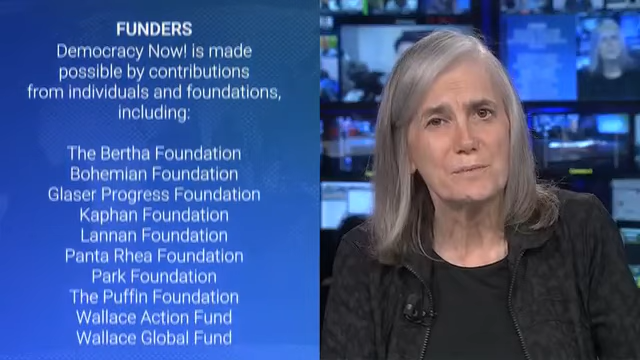 FUNDERS
Democracy Now! is made
possible by contributions
from individuals and foundations,
including:
The Bertha Foundation
Bohemian Foundation
Glaser Progress Foundation
Kaphan Foundation
Lannan Foundation
Panta Rhea Foundation
Park Foundation
The Puffin Foundation
Wallace Action Fund
Wallace Global Fund